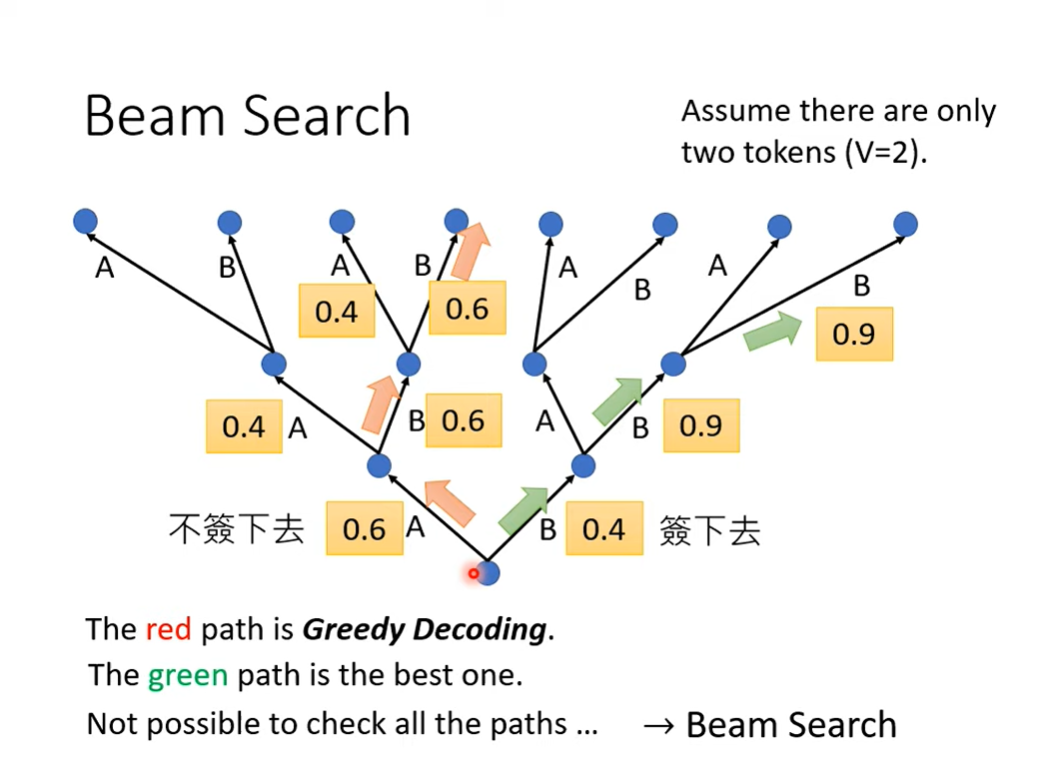 Beam Search
Assume there are only
two tokens (V=2).
A
B
A
B
A
B
A
B
0.4
0.6
0.9
0.4
A
B
0.6
A
B
0.9
不簽下去
0.6
A
B
0.4
簽下去
The red path is Greedy Decoding.
The green path is the best one.
Not possible to check all the paths … → Beam Search